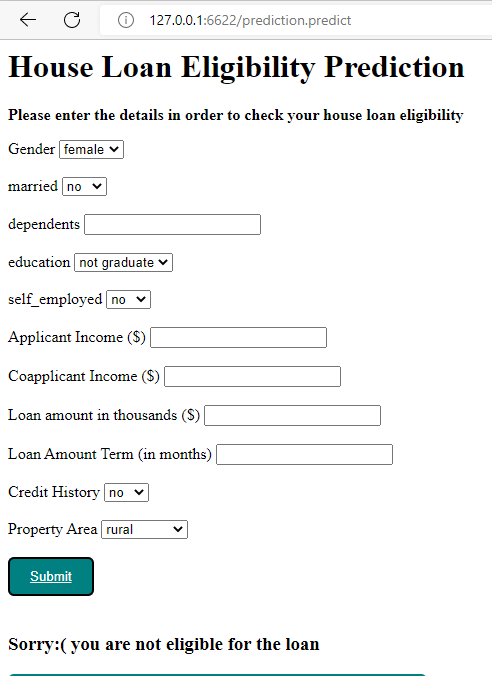 127.0.0.1:6622/prediction.predict
House Loan Eligibility Prediction
Please enter the details in order to check your house loan eligibility
Gender female
married no
dependents
education not graduate
self_employed no
Applicant Income ($)
Coapplicant Income ($)
Loan amount in thousands ($)
Loan Amount Term (in months)
Credit History no
Property Area rural
Submit
Sorry:( you are not eligible for the loan